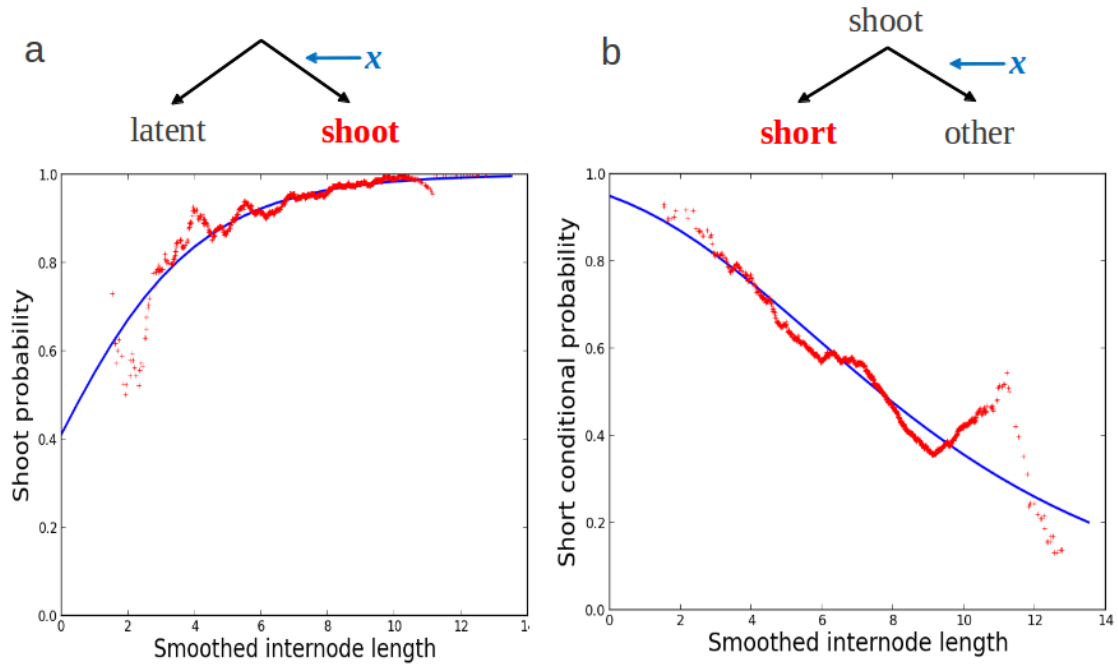 a
x
latent
shoot
Shoot probability
1.0
0.8
0.6
0.4
0.2
0.0
0 2 4 6 8 10 12 14
Smoothed internode length
b
shoot
x
short
other
Short conditional probability
1.0
0.8
0.6
0.4
0.2
0.0
0 2 4 6 8 10 12 14
Smoothed internode length